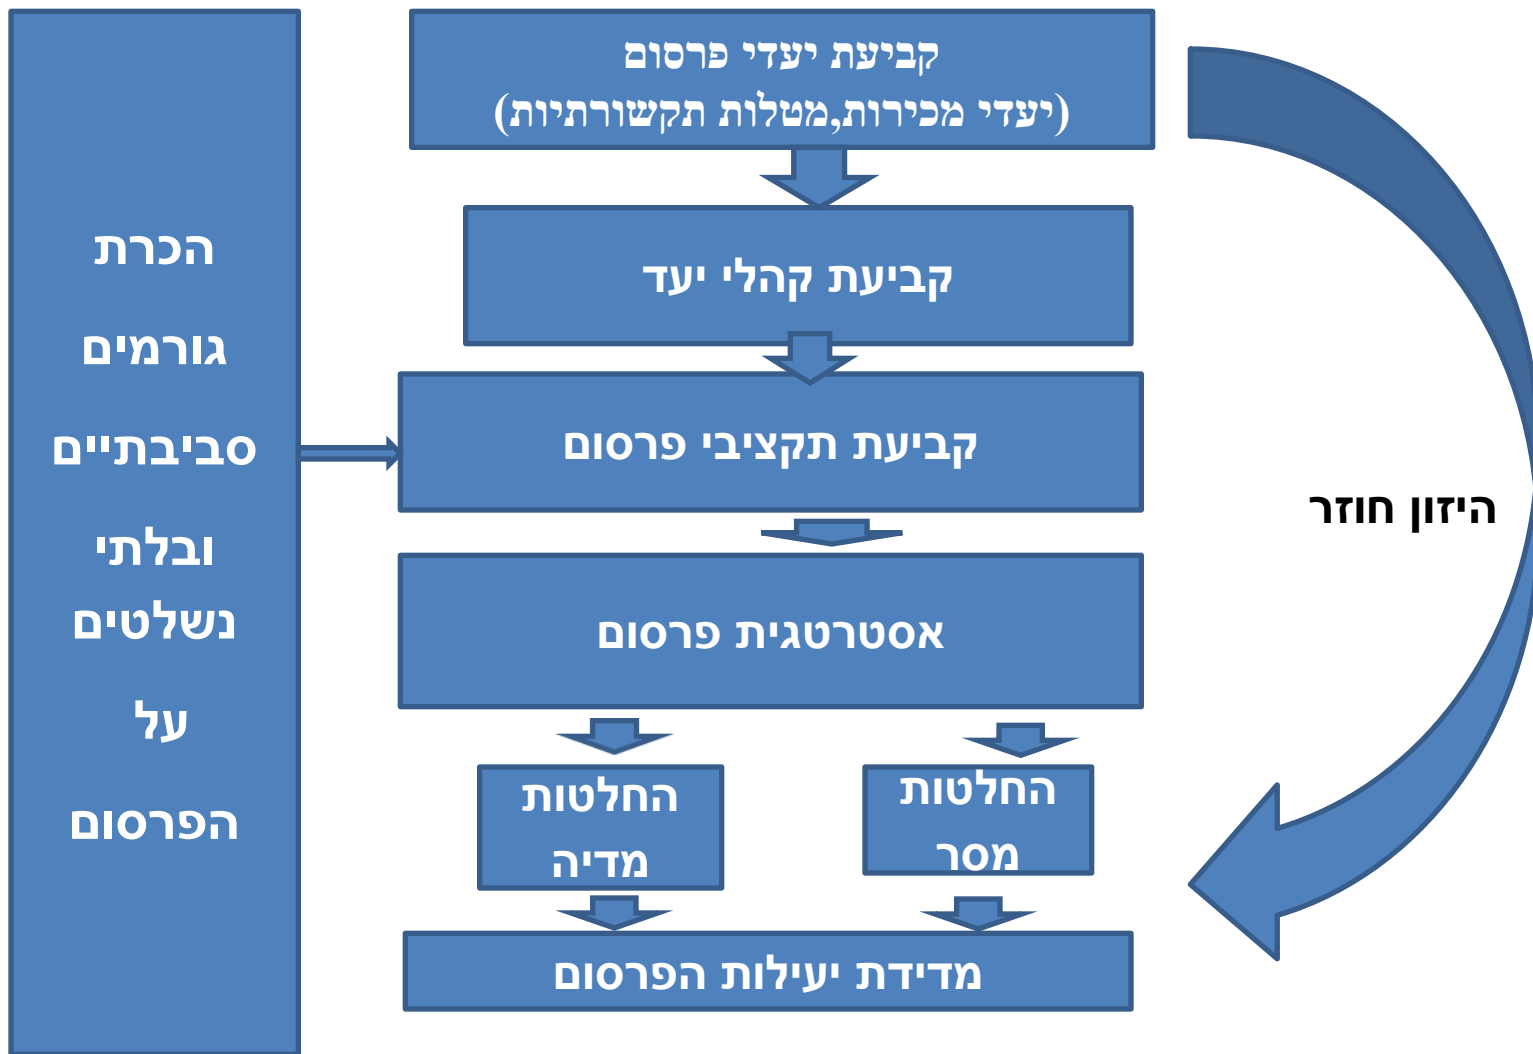 קביעת יעדי פרסום
(יעדי מכירות,מטלות תקשורתיות)
קביעת קהלי יעד
קביעת תקציבי פרסום
אסטרטגית פרסום
החלטות
מסר
החלטות
מדיה
מדידת יעילות הפרסום
היזון חוזר
הכרת
גורמים
סביבתיים
ובלתי
נשלטים
על
הפרסום